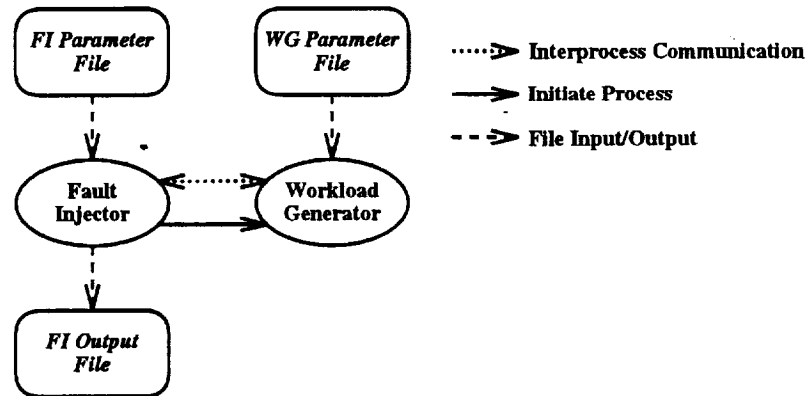 FI Parameter
File
WG Parameter
File
Interprocess Communication
Initiate Process
File Input/Output
Fault
Injector
Workload
Generator
FI Output
File